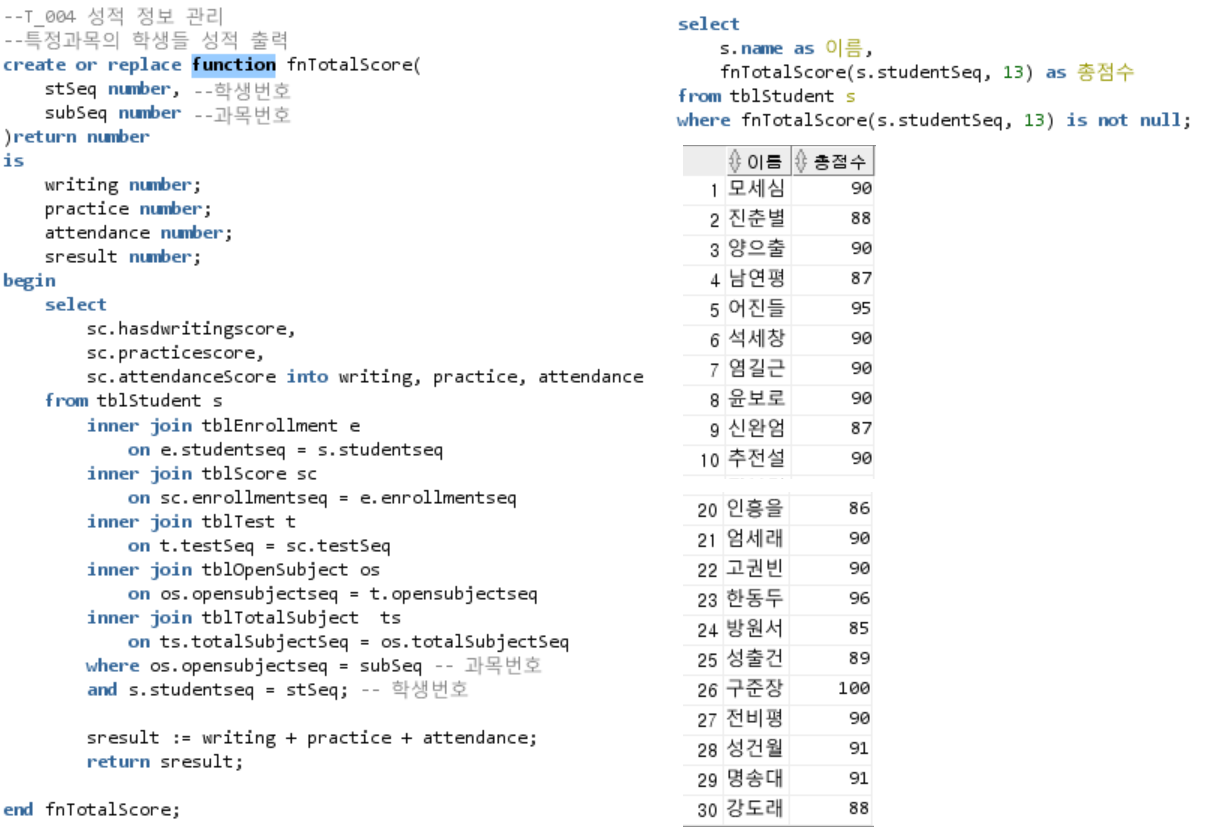 --T_004 성적 정보 관리
--특정과목의 학생들 성적 출력
create or replace function fnTotalScore(
stSeq number, --학생번호
subSeq number --과목번호
)return number
is
writing number;
practice number;
attendance number;
sresult number;
begin
select
sc.hasdwritingscore,
sc.practicescore,
sc.attendanceScore into writing, practice, attendance
from tblStudent s
inner join tblEnrollment e
on e.studentseq = s.studentseq
inner join tblScore sc
on sc.enrollmentseq = e.enrollmentseq
inner join tblTest t
on t.testSeq = sc.testSeq
inner join tblOpenSubject os
on os.opensubjectseq = t.opensubjectseq
inner join tblTotalSubject ts
on ts.totalSubjectSeq = os.totalSubjectSeq
where os.opensubjectseq = subSeq -- 과목번호
and s.studentseq = stSeq; -- 학생번호
sresult := writing + practice + attendance;
return sresult;
end fnTotalScore;
select
s.name as 이름,
fnTotalScore(s.studentSeq, 13) as 총점수
from tblStudent s
where fnTotalScore(s.studentSeq, 13) is not null;
이름 총점수
1 모세심 90
2 진춘별 88
3 양으출 90
4 남연평 87
5 어진들 95
6 석세창 90
7 염길근 90
8 윤보로 90
9 신완엄 87
10 추전설 90
20 인흥을 86
21 엄세래 90
22 고권빈 90
23 한동두 96
24 방원서 85
25 성출건 89
26 구준장 100
27 전비평 90
28 성건월 91
29 명송대 91
30 강도래 88